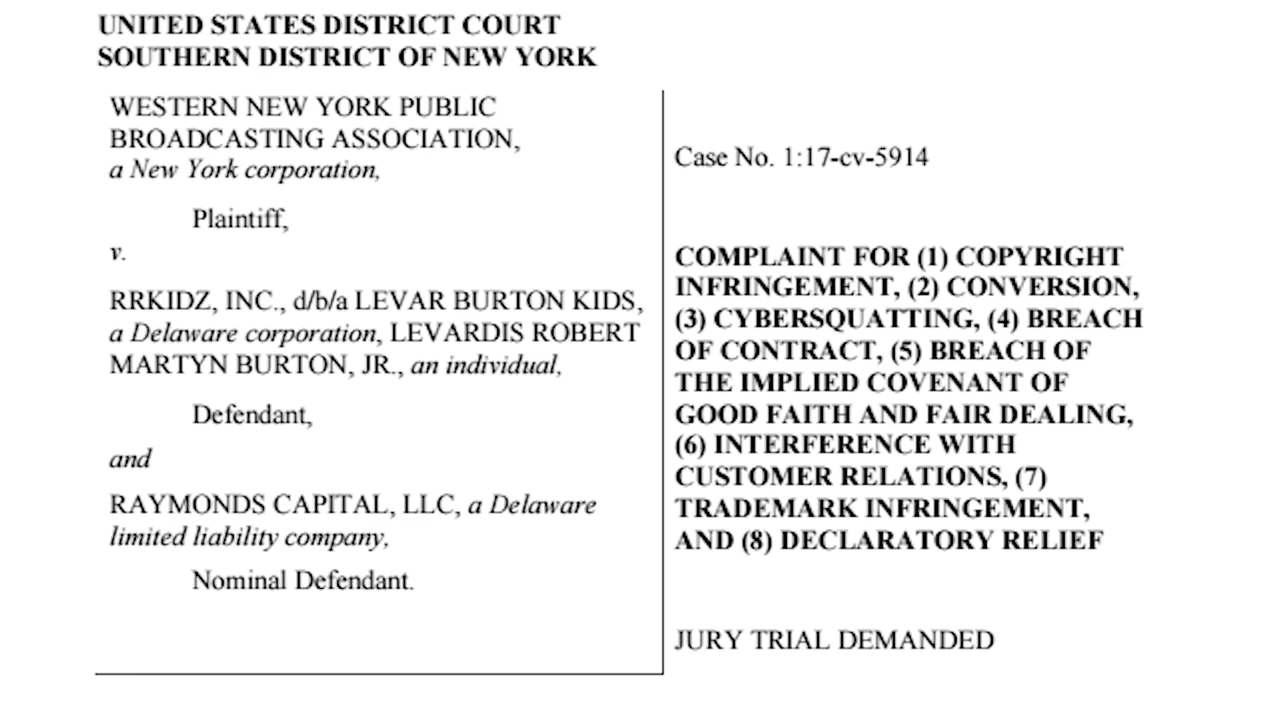 UNITED STATES DISTRICT COURT
SOUTHERN DISTRICT OF NEW YORK
WESTERN NEW YORK PUBLIC
BROADCASTING ASSOCIATION,
a New York corporation,
Plaintiff,
v.
RRKIDZ, INC., d/b/a LEVAR BURTON KIDS,
a Delaware corporation, LEVARDIS ROBERT
MARTYN BURTON, JR., an individual,
Defendant,
and
RAYMONDS CAPITAL, LLC, a Delaware
limited liability company,
Nominal Defendant.
Case No. 1:17-cv-5914
COMPLAINT FOR (1) COPYRIGHT
INFRINGEMENT, (2) CONVERSION,
(3) CYBERSQUATTING, (4) BREACH
OF CONTRACT, (5) BREACH OF
THE IMPLIED COVENANT OF
GOOD FAITH AND FAIR DEALING,
(6) INTERFERENCE WITH
CUSTOMER RELATIONS, (7)
TRADEMARK INFRINGEMENT,
AND (8) DECLARATORY RELIEF
JURY TRIAL DEMANDED